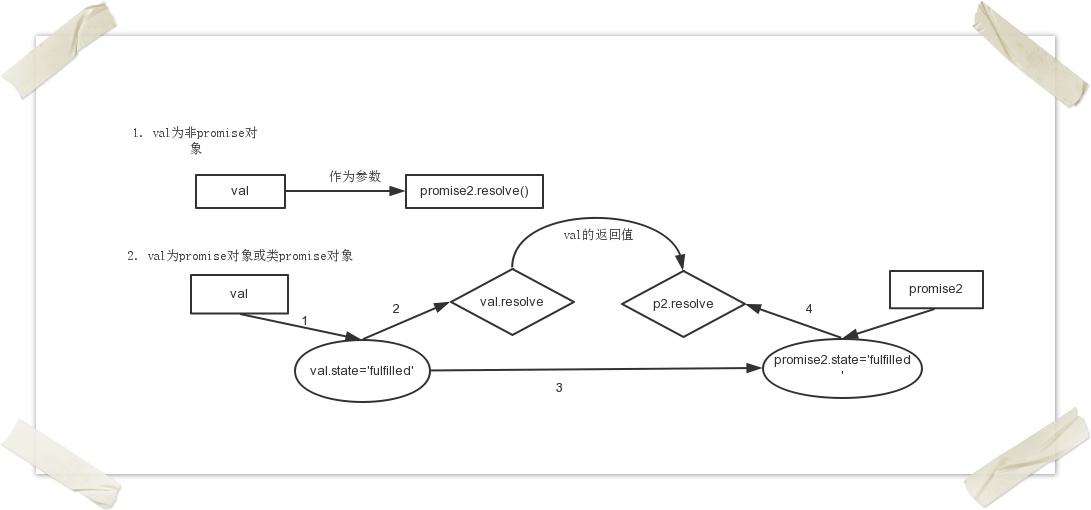 1. val为非promise对
象
作为参数
val
promise2.resolve()
val的返回值
2. val为promise对象或类promise对象
val
2
val.resolve
p2.resolve
4
promise2
1
val.state='fulfilled'
3
promise2.state='fulfilled
'